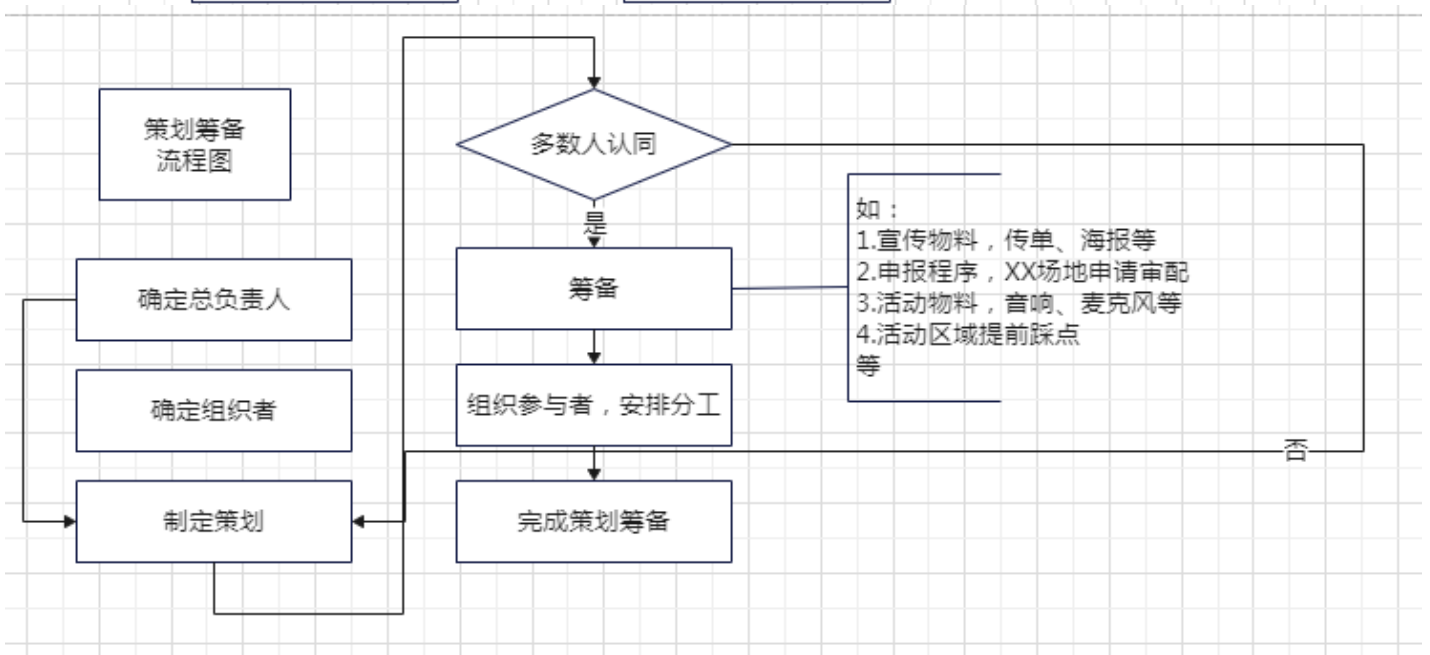 策划筹备
流程图
确定总负责人
确定组织者
制定策划
多数人认同
是
筹备
组织参与者，安排分工
完成策划筹备
如：
1.宣传物料，传单、海报等
2.申报程序，XX场地申请审配
3.活动物料，音响、麦克风等
4.活动区域提前踩点
等
否